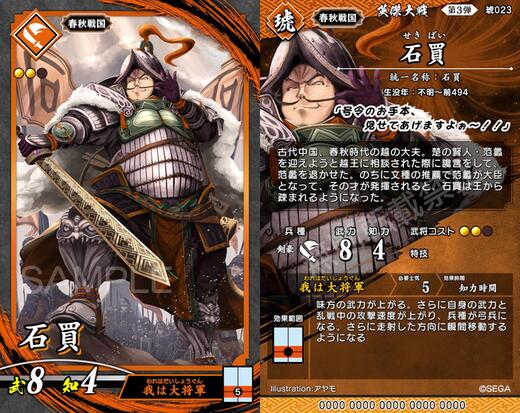 春秋戦国
SAMPLE
石買
武8 知4
われはだいしょうぐん
我は大将軍
5
琥
春秋戦国
英傑大戦
第3弾
琥023
せき ばい
石買
統一名称:石買
生没年:不明~前494
「号令のお手本、
見せてあげますよぉ~!!」
古代中国、春秋時代の越の大夫。楚の賢人・范蠡
を迎えようと越王に相談された際に讒言をして、
范蠡を退かせた。のちに文種の推薦で范蠡が大臣
となって、その才が発揮されると、石買は王から
疎まれるようになった。
兵種 武力 知力 武将コスト
剣豪 8 4 特技
われはだいしょうぐん
我は大将軍
必要士気
5
効果時間
知力時間
効果範囲
味方の武力が上がる。さらに自身の武力と
乱戦中の攻撃速度が上がり、兵種が弓兵に
なる。さらに走射した方向に瞬間移動する
ようになる
Illustration:アヤモ
©SEGA
0000 0000 0000 0000 0000